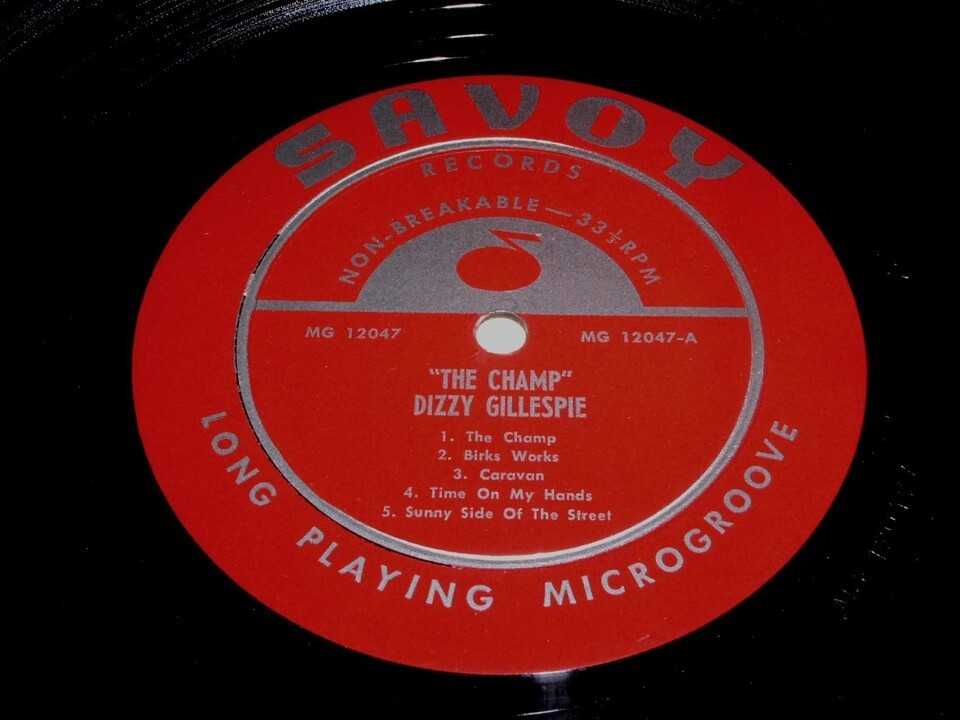 SAVOY
RECORDS
NON-BREAKABLE — 33⅓ RPM
MG 12047
MG 12047-A
"THE CHAMP"
DIZZY GILLESPIE
1. The Champ
2. Birks Works
3. Caravan
4. Time On My Hands
5. Sunny Side Of The Street
LONG PLAYING MICROGROOVE